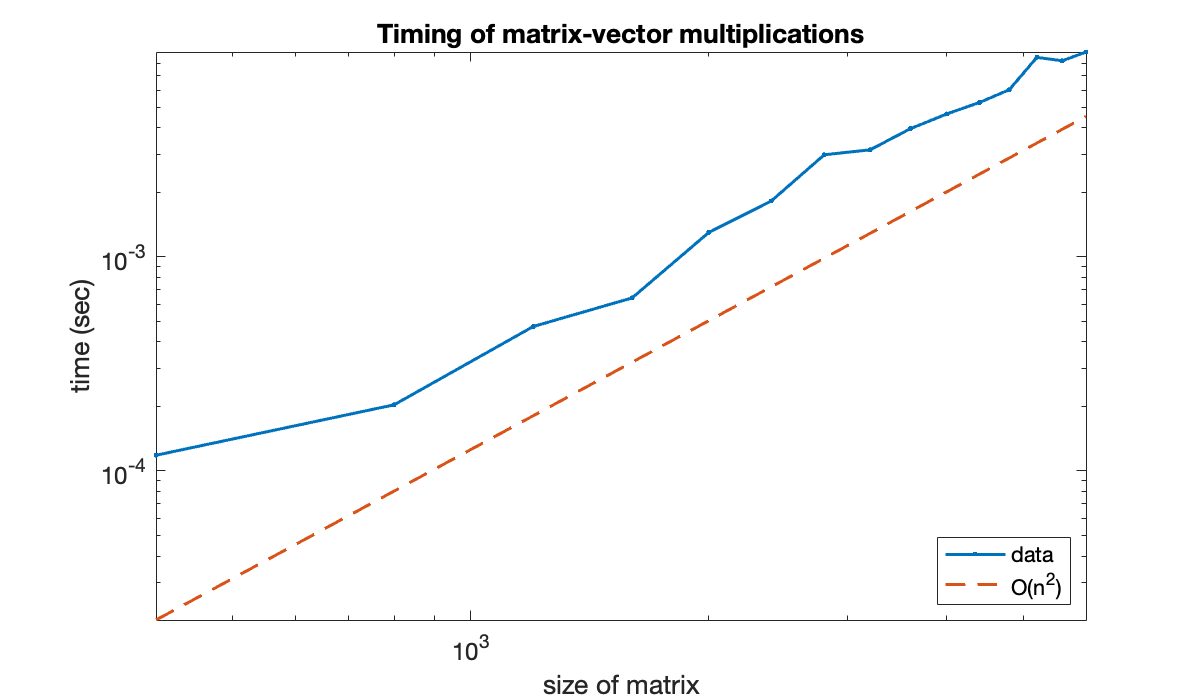 Timing of matrix-vector multiplications
time (sec)
10^-3
10^-4
10^3
size of matrix
data
O(n^2)